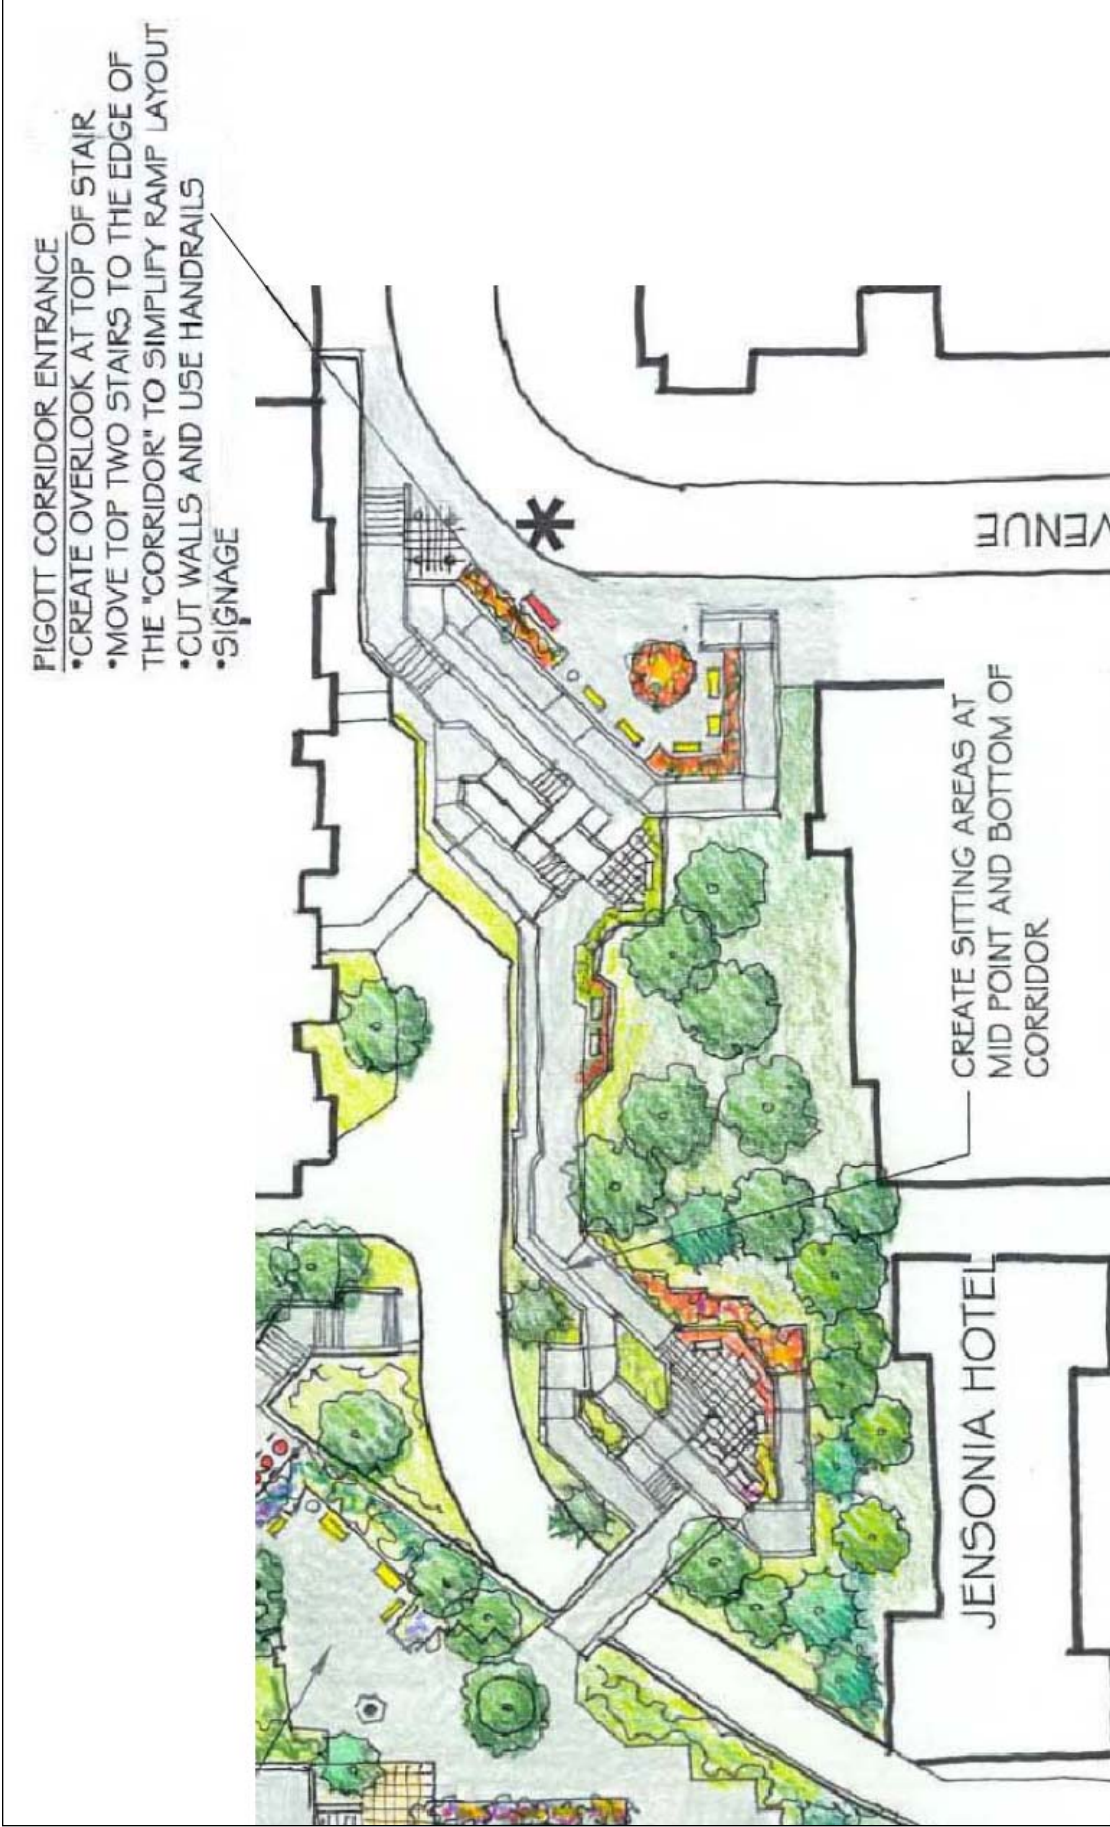 PIGOTT CORRIDOR ENTRANCE
•CREATE OVERLOOK AT TOP OF STAIR
•MOVE TOP TWO STAIRS TO THE EDGE OF
THE "CORRIDOR" TO SIMPLIFY RAMP LAYOUT
•CUT WALLS AND USE HANDRAILS
•SIGNAGE
VENUE
CREATE SITTING AREAS AT
MID POINT AND BOTTOM OF
CORRIDOR
JENSONIA HOTEL